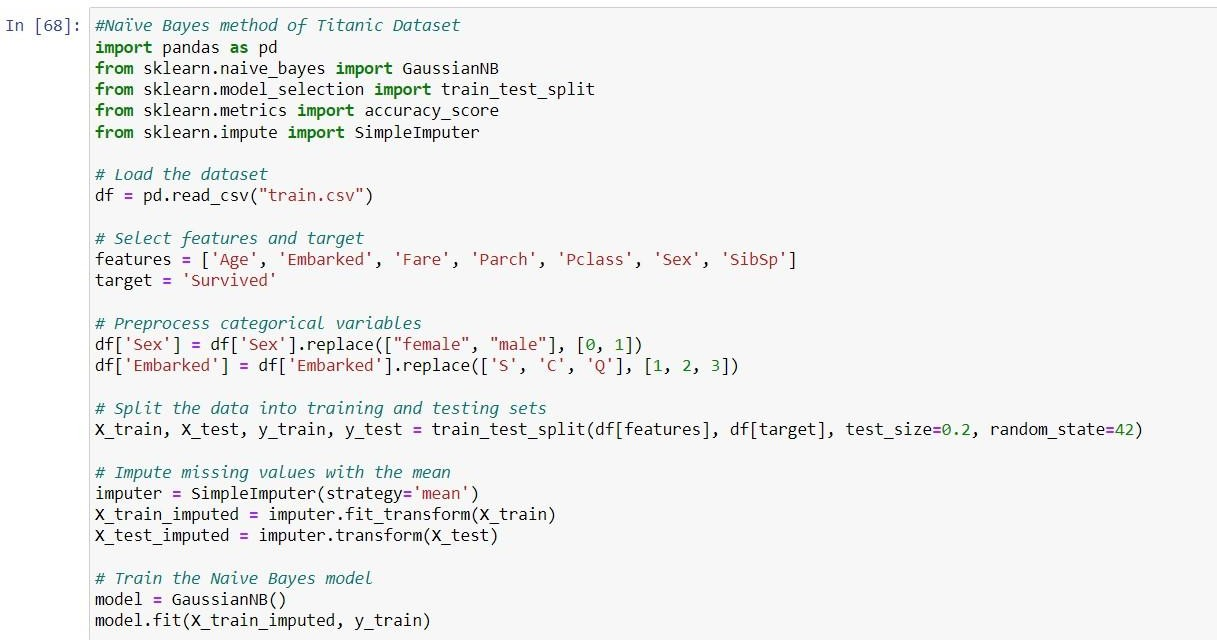 In [68]: #Naïve Bayes method of Titanic Dataset
import pandas as pd
from sklearn.naive_bayes import GaussianNB
from sklearn.model_selection import train_test_split
from sklearn.metrics import accuracy_score
from sklearn.impute import SimpleImputer
# Load the dataset
df = pd.read_csv("train.csv")
# Select features and target
features = ['Age', 'Embarked', 'Fare', 'Parch', 'Pclass', 'Sex', 'SibSp']
target = 'Survived'
# Preprocess categorical variables
df['Sex'] = df['Sex'].replace(["female", "male"], [0, 1])
df['Embarked'] = df['Embarked'].replace(['S', 'C', 'Q'], [1, 2, 3])
# Split the data into training and testing sets
X_train, X_test, y_train, y_test = train_test_split(df[features], df[target], test_size=0.2, random_state=42)
# Impute missing values with the mean
imputer = SimpleImputer(strategy='mean')
X_train_imputed = imputer.fit_transform(X_train)
X_test_imputed = imputer.transform(X_test)
# Train the Naive Bayes model
model = GaussianNB()
model.fit(X_train_imputed, y_train)